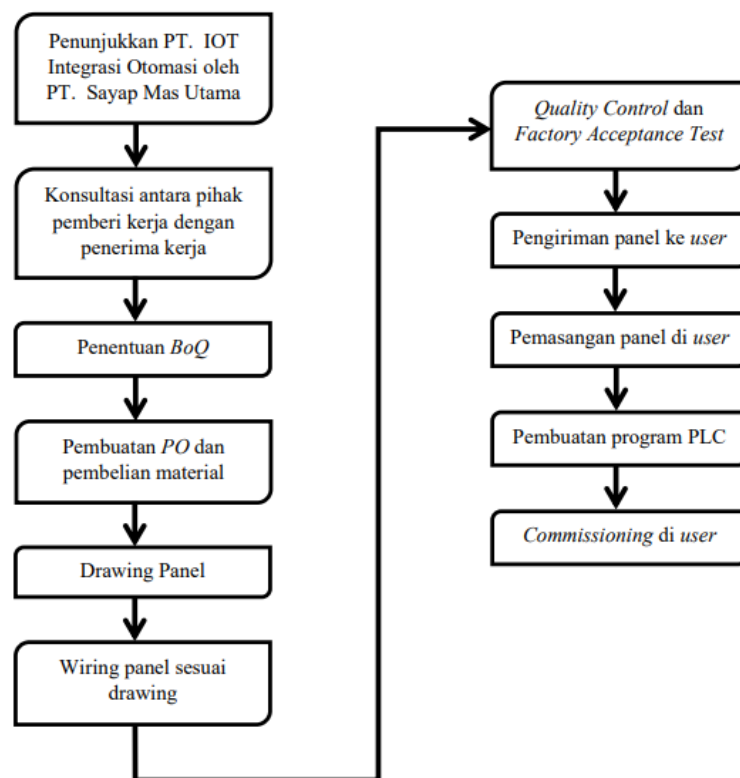 Penunjukkan PT. IOT
Integrasi Otomasi oleh
PT. Sayap Mas Utama
Konsultasi antara pihak
pemberi kerja dengan
penerima kerja
Penentuan BoQ
Pembuatan PO dan
pembelian material
Drawing Panel
Wiring panel sesuai
drawing
Quality Control dan
Factory Acceptance Test
Pengiriman panel ke user
Pemasangan panel di user
Pembuatan program PLC
Commissioning di user